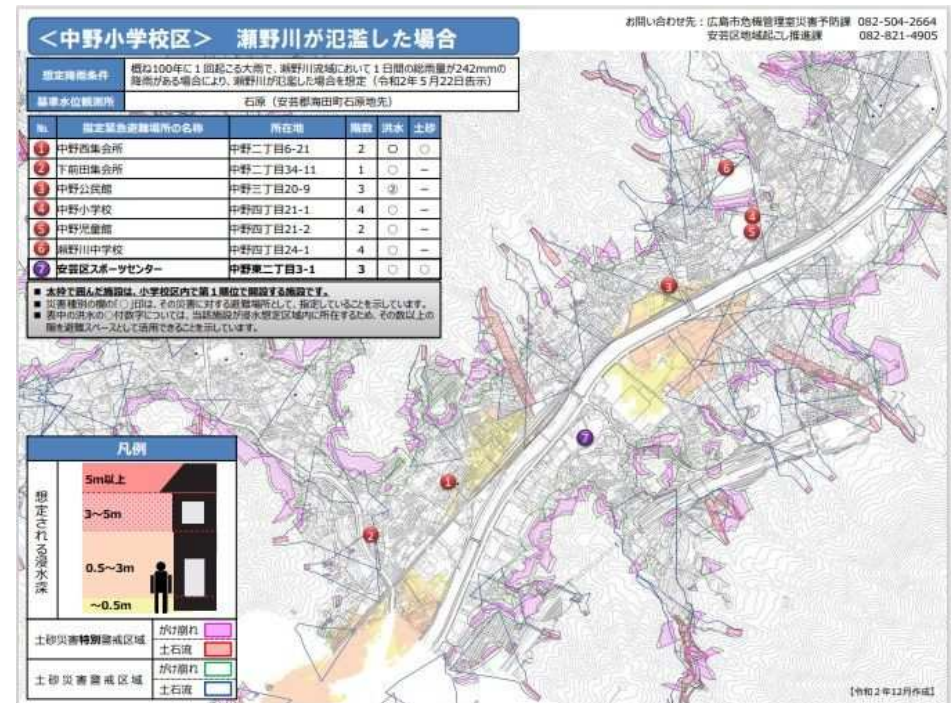 お問い合わせ先：広島市危機管理室災害予防課 082-504-2664
安芸区地域起こし推進課 082-821-4905
＜中野小学校区＞ 瀬野川が氾濫した場合
想定降雨条件 概ね100年に１回起こる大雨で、瀬野川流域において１日間の総雨量が242mmの
降雨がある場合により、瀬野川が氾濫した場合を想定（令和2年５月22日告示）
基準水位観測所 石原（安芸郡海田町石原地先）
№ 指定緊急避難場所の名称 所在地 階数 洪水 土砂
1 中野西集会所 中野二丁目6-21 2 ○ ○
2 下前田集会所 中野二丁目34-11 1 ○ −
3 中野公民館 中野三丁目20-9 3 ② −
4 中野小学校 中野四丁目21-1 4 ○ −
5 中野児童館 中野四丁目21-2 2 ○ −
6 瀬野川中学校 中野四丁目24-1 4 ○ −
7 安芸区スポーツセンター 中野東二丁目3-1 3 ○ ○
■ 太枠で囲んだ施設は、小学校区内で第１順位で開設する施設です。
■ 災害種別の欄の「○」印は、その災害に対する避難場所として、指定していることを示しています。
■ 表中の洪水の○付数字については、当該施設が浸水想定区域内に所在するため、その数以上の
階を避難スペースとして活用できることを示しています。
6
4
5
3
7
1
2
凡例
想定される浸水深
5m以上
3～5m
0.5～3m
～0.5m
土砂災害特別警戒区域 がけ崩れ
土石流
土砂災害警戒区域 がけ崩れ
土石流
【令和２年12月作成】